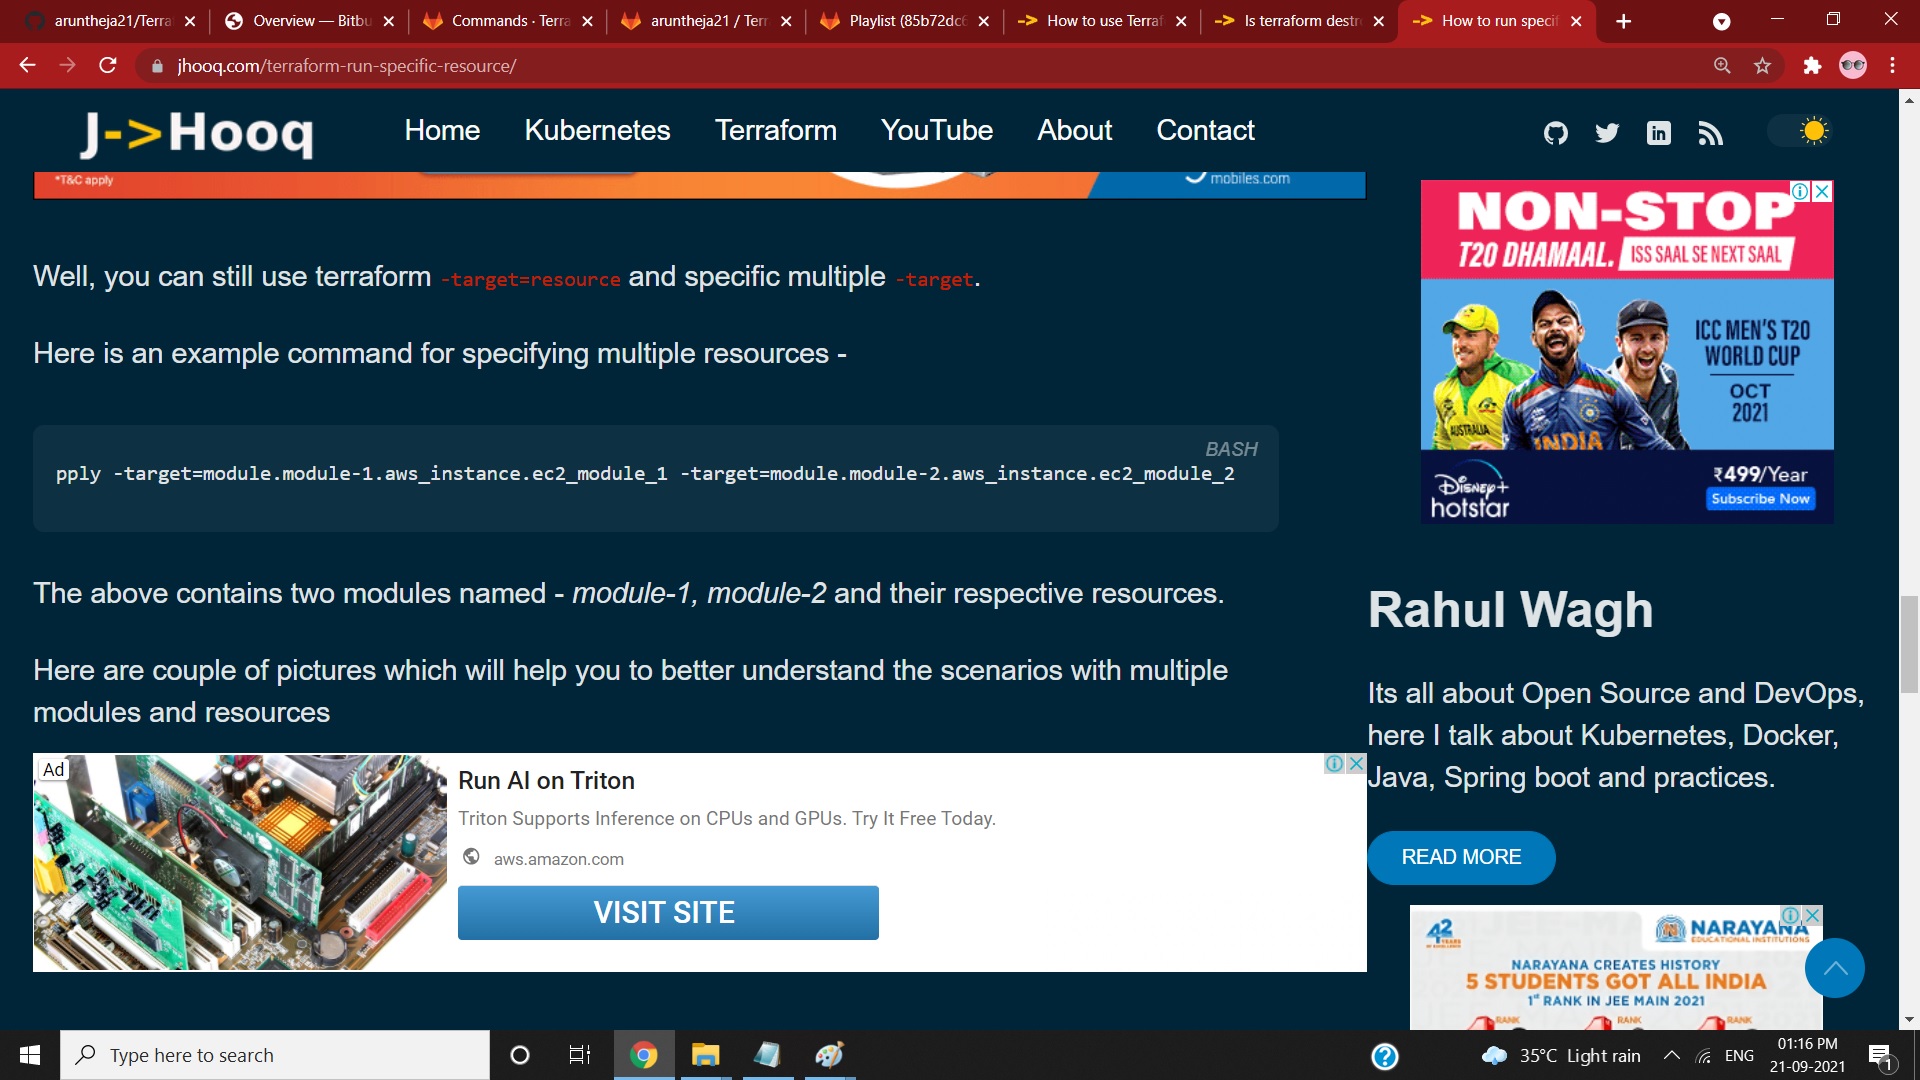 aruntheja21/Terra
Overview — Bitbu
Commands · Terra
aruntheja21 / Terr
Playlist (85b72dc6
How to use Terraf
Is terraform destr
How to run specif
jhooq.com/terraform-run-specific-resource/
J->Hooq
Home
Kubernetes
Terraform
YouTube
About
Contact
*T&C apply
mobiles.com
Well, you can still use terraform -target=resource and specific multiple -target.
Here is an example command for specifying multiple resources -
BASH
pply -target=module.module-1.aws_instance.ec2_module_1 -target=module.module-2.aws_instance.ec2_module_2
The above contains two modules named - module-1, module-2 and their respective resources.
Here are couple of pictures which will help you to better understand the scenarios with multiple
modules and resources
Ad
Run AI on Triton
Triton Supports Inference on CPUs and GPUs. Try It Free Today.
aws.amazon.com
VISIT SITE
NON-STOP
T20 DHAMAAL. ISS SAAL SE NEXT SAAL
ICC MEN'S T20
WORLD CUP
OCT
2021
AUSTRALIA
INDIA
Disney+
hotstar
₹499/Year
Subscribe Now
Rahul Wagh
Its all about Open Source and DevOps,
here I talk about Kubernetes, Docker,
Java, Spring boot and practices.
READ MORE
42
NARAYANA
EDUCATIONAL INSTITUTIONS
NARAYANA CREATES HISTORY
5 STUDENTS GOT ALL INDIA
1st RANK IN JEE MAIN 2021
RANK
RANK
RANK
Type here to search
35°C Light rain
ENG
01:16 PM
21-09-2021
1